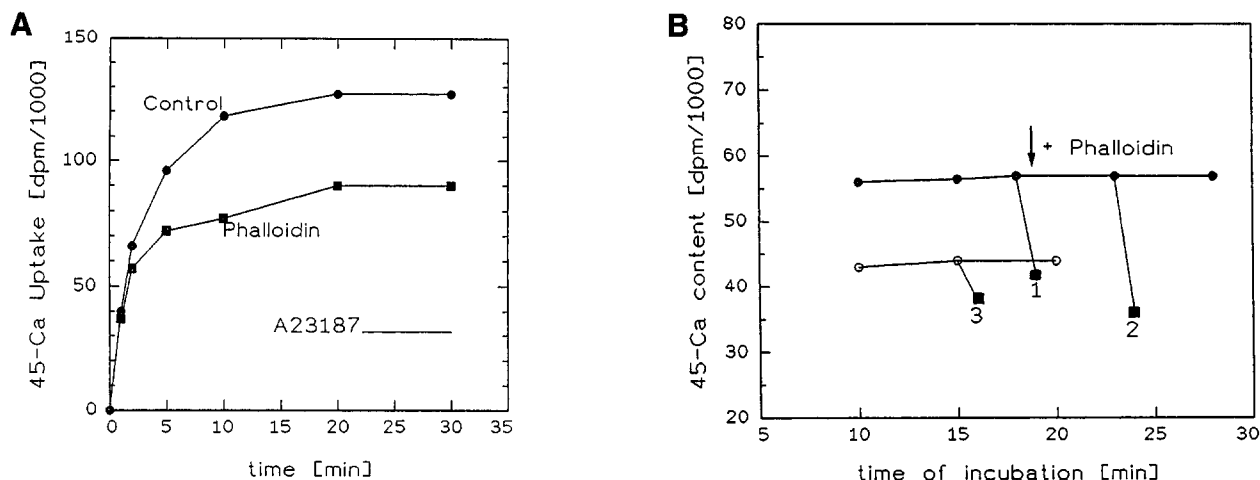 A
45-Ca Uptake [dpm/1000]
150
100
50
0
Control
Phalloidin
A23187
0 5 10 15 20 25 30 35
time [min]
B
45-Ca content [dpm/1000]
80
70
60
50
40
30
20
+ Phalloidin
1
2
3
5 10 15 20 25 30
time of incubation [min]